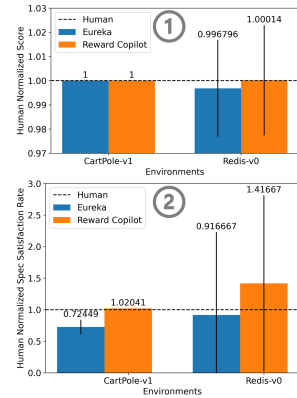 Human Normalized Score
1.03
1.02
1.01
1.00
0.99
0.98
0.97
Human
Eureka
Reward Copilot
1
1.00014
0.996796
1 1
CartPole-v1 Redis-v0
Environments
Human Normalized Spec Satisfaction Rate
3.0
2.5
2.0
1.5
1.0
0.5
0.0
Human
Eureka
Reward Copilot
2
0.916667
1.41667
1.02041
0.72449
CartPole-v1 Redis-v0
Environments